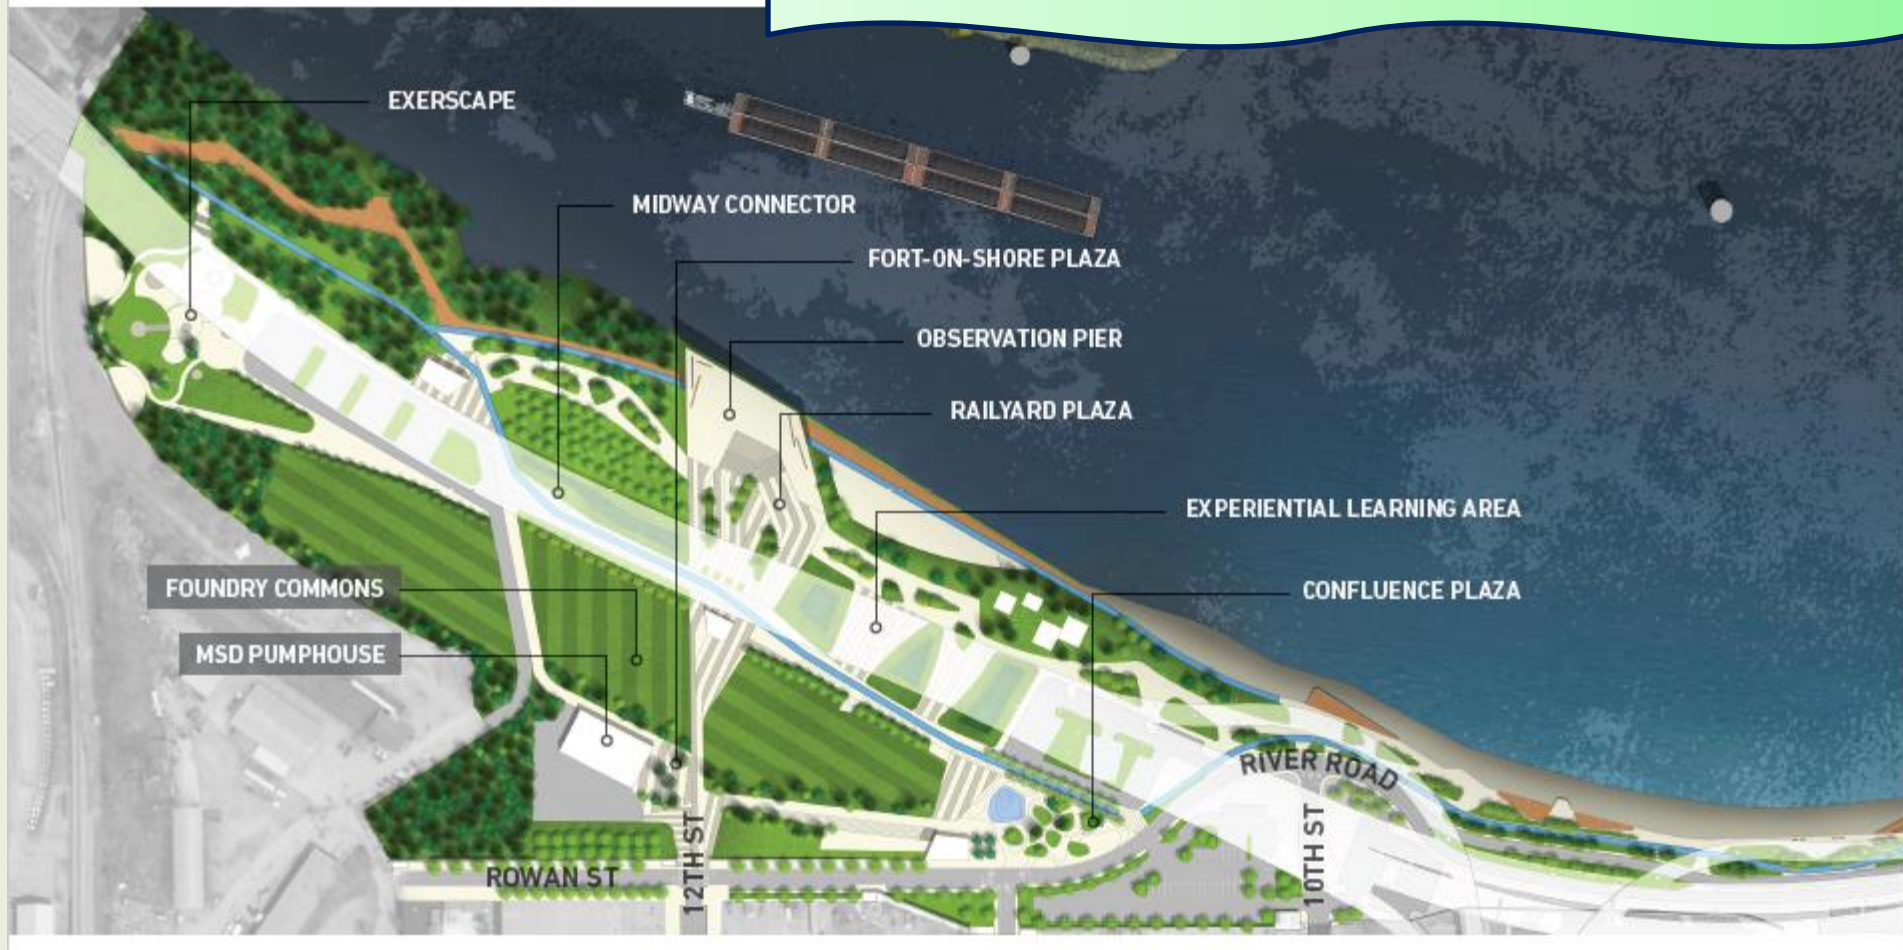 EXERSCAPE
MIDWAY CONNECTOR
FORT-ON-SHORE PLAZA
OBSERVATION PIER
RAILYARD PLAZA
EXPERIENTIAL LEARNING AREA
FOUNDRY COMMONS
CONFLUENCE PLAZA
MSD PUMPHOUSE
RIVER ROAD
12TH ST
10TH ST
ROWAN ST